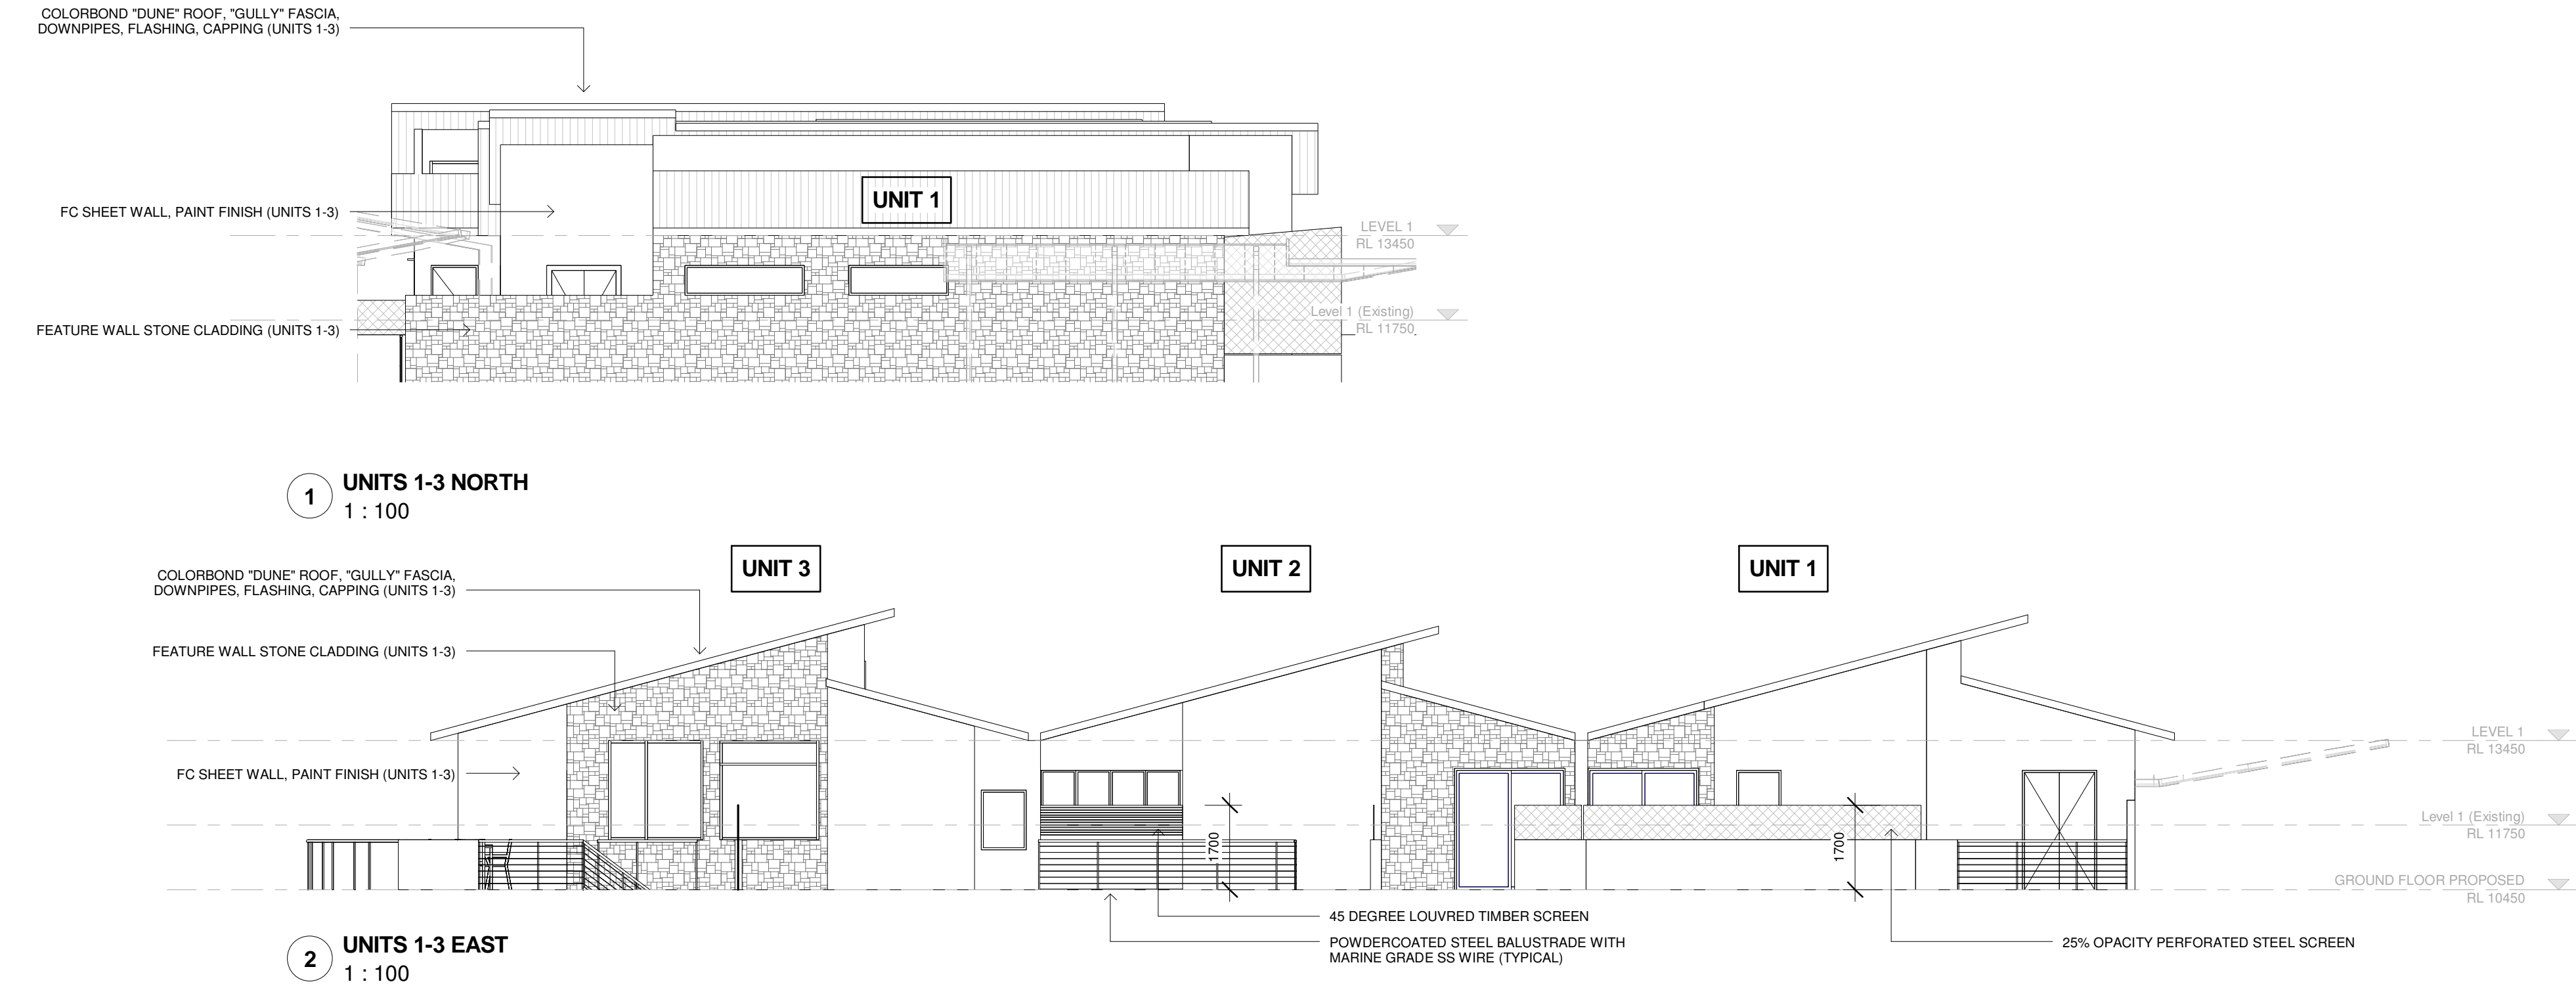 COLORBOND "DUNE" ROOF, "GULLY" FASCIA,
DOWNPIPES, FLASHING, CAPPING (UNITS 1-3)
UNIT 1
FC SHEET WALL, PAINT FINISH (UNITS 1-3)
LEVEL 1
RL 13450
FEATURE WALL STONE CLADDING (UNITS 1-3)
Level 1 (Existing)
RL 11750
1
UNITS 1-3 NORTH
1 : 100
UNIT 3
UNIT 2
UNIT 1
COLORBOND "DUNE" ROOF, "GULLY" FASCIA,
DOWNPIPES, FLASHING, CAPPING (UNITS 1-3)
FEATURE WALL STONE CLADDING (UNITS 1-3)
FC SHEET WALL, PAINT FINISH (UNITS 1-3)
LEVEL 1
RL 13450
Level 1 (Existing)
RL 11750
1700
1700
GROUND FLOOR PROPOSED
RL 10450
45 DEGREE LOUVRED TIMBER SCREEN
POWDERCOATED STEEL BALUSTRADE WITH
MARINE GRADE SS WIRE (TYPICAL)
25% OPACITY PERFORATED STEEL SCREEN
2
UNITS 1-3 EAST
1 : 100